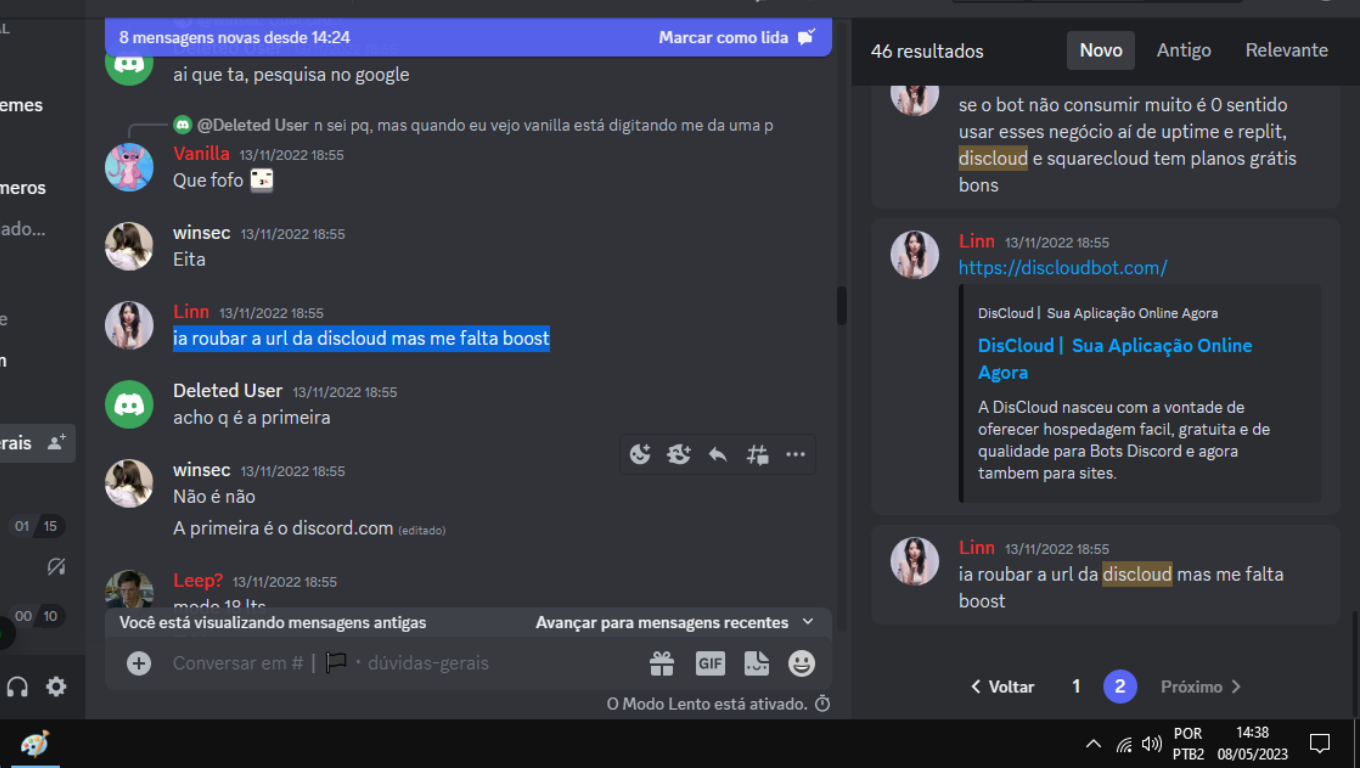 AL
emes
meros
ado...
e
m
erais
01 15
00 10
8 mensagens novas desde 14:24
Marcar como lida
ai que ta, pesquisa no google
@Deleted User n sei pq, mas quando eu vejo vanilla está digitando me da uma p
Vanilla 13/11/2022 18:55
Que fofo
winsec 13/11/2022 18:55
Eita
Linn 13/11/2022 18:55
ia roubar a url da discloud mas me falta boost
Deleted User 13/11/2022 18:55
acho q é a primeira
winsec 13/11/2022 18:55
Não é não
A primeira é o discord.com (editado)
Leep? 13/11/2022 18:55
Você está visualizando mensagens antigas
Avançar para mensagens recentes
Conversar em # | 🏴 · dúvidas-gerais
GIF
O Modo Lento está ativado.
46 resultados
Novo
Antigo
Relevante
se o bot não consumir muito é 0 sentido
usar esses negócio aí de uptime e replit,
discloud e squarecloud tem planos grátis
bons
Linn 13/11/2022 18:55
https://discloudbot.com/
DisCloud | Sua Aplicação Online Agora
DisCloud | Sua Aplicação Online
Agora
A DisCloud nasceu com a vontade de
oferecer hospedagem facil, gratuita e de
qualidade para Bots Discord e agora
tambem para sites.
Linn 13/11/2022 18:55
ia roubar a url da discloud mas me falta
boost
Voltar 1 2 Próximo
POR
PTB2
14:38
08/05/2023